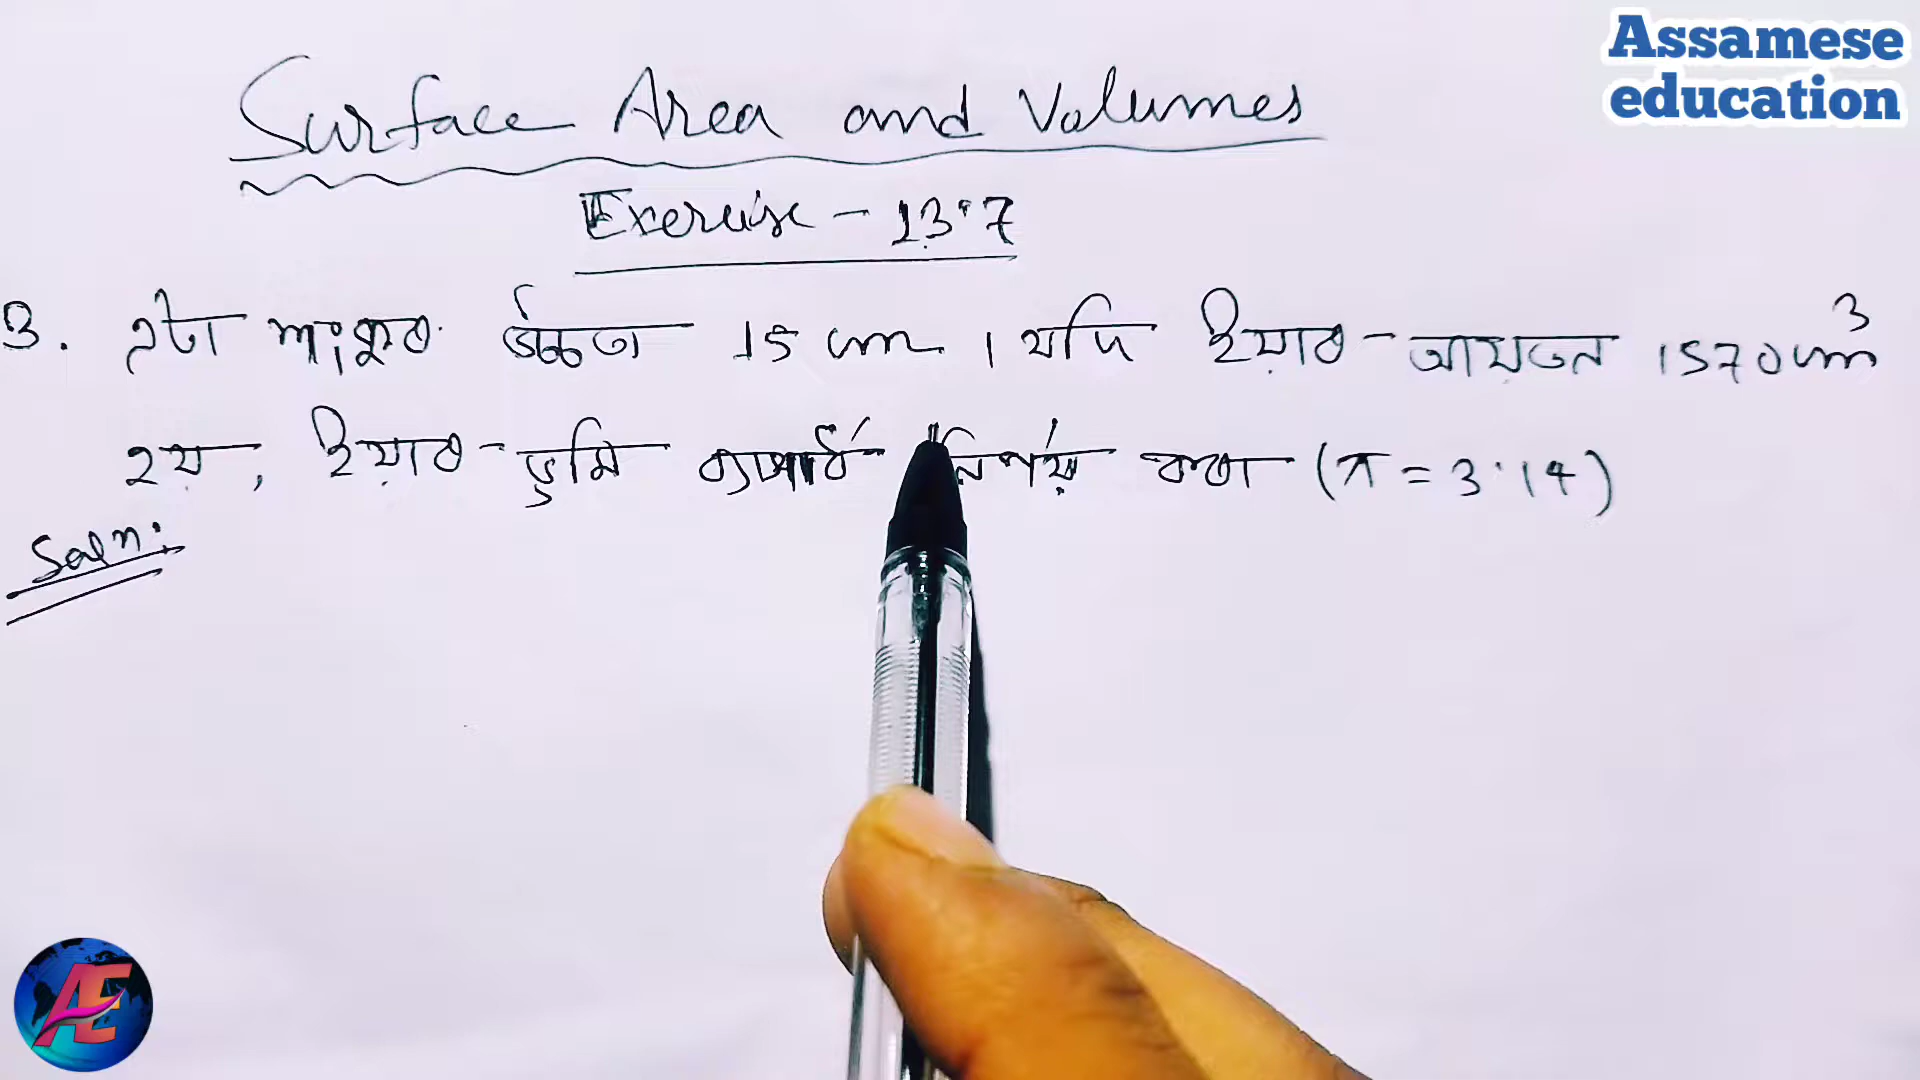 Assamese
education
Surface Area and Volumes
Exercise - 13.7
3. এটা শংকুৰ উচ্চতা 15 cm । যদি ইয়াৰ আয়তন 1570 cm³
হয়, ইয়াৰ ভূমি ব্যাসাৰ্ধ নিৰ্ণয় কৰা (π = 3.14)
Soln:
AE